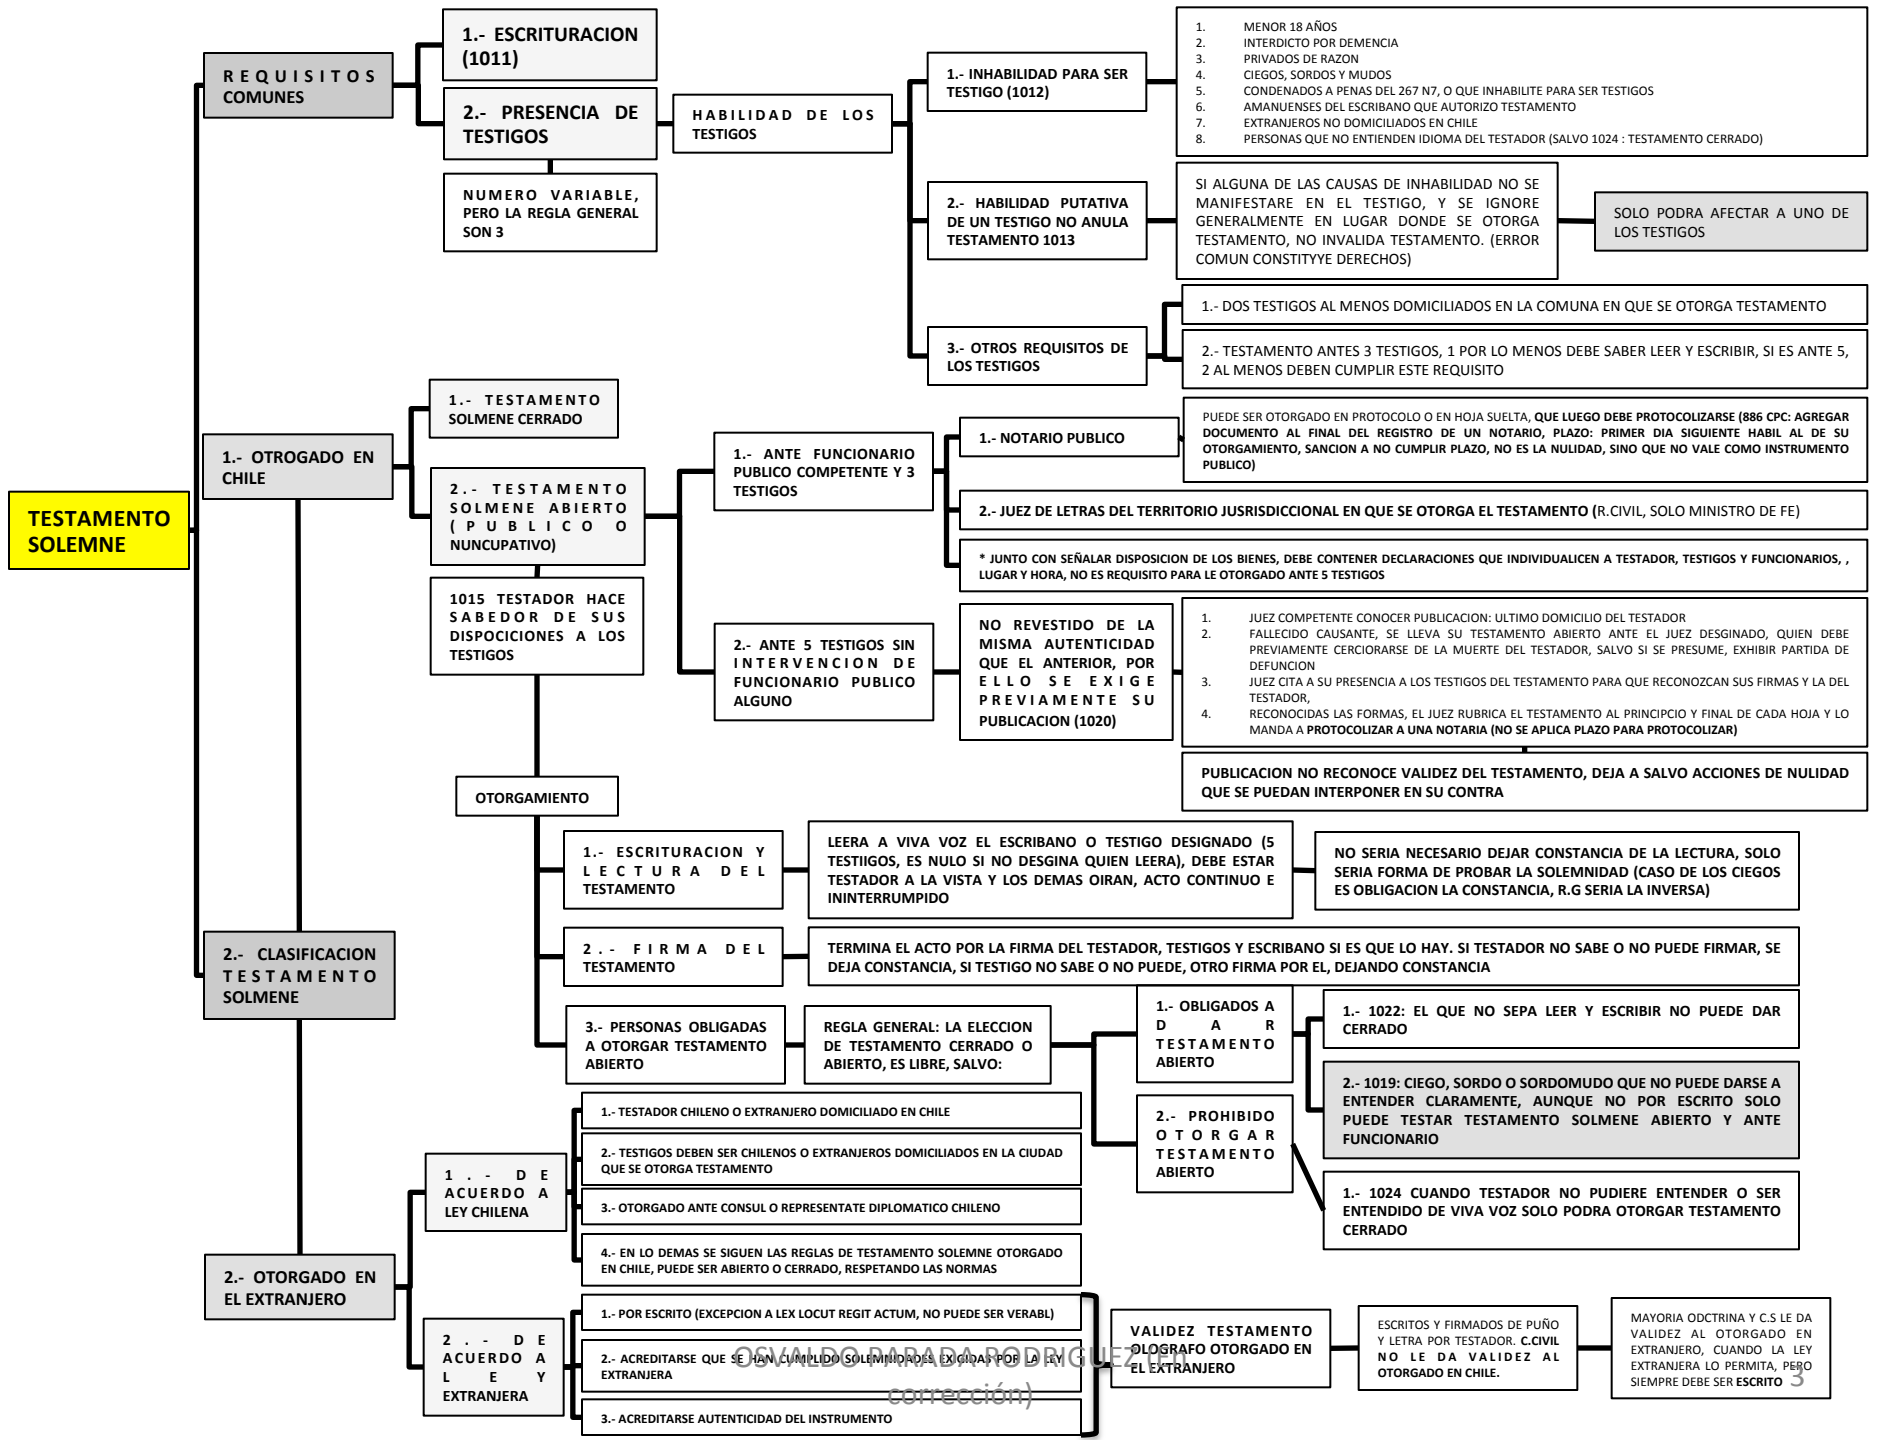 TESTAMENTO
SOLEMNE
REQUISITOS
COMUNES
1.- ESCRITURACION
(1011)
2.- PRESENCIA DE
TESTIGOS
NUMERO VARIABLE,
PERO LA REGLA GENERAL
SON 3
HABILIDAD DE LOS
TESTIGOS
1.- INHABILIDAD PARA SER
TESTIGO (1012)
1. MENOR 18 AÑOS
2. INTERDICTO POR DEMENCIA
3. PRIVADOS DE RAZON
4. CIEGOS, SORDOS Y MUDOS
5. CONDENADOS A PENAS DEL 267 N7, O QUE INHABILITE PARA SER TESTIGOS
6. AMANUENSES DEL ESCRIBANO QUE AUTORIZO TESTAMENTO
7. EXTRANJEROS NO DOMICILIADOS EN CHILE
8. PERSONAS QUE NO ENTIENDEN IDIOMA DEL TESTADOR (SALVO 1024 : TESTAMENTO CERRADO)
2.- HABILIDAD PUTATIVA
DE UN TESTIGO NO ANULA
TESTAMENTO 1013
SI ALGUNA DE LAS CAUSAS DE INHABILIDAD NO SE
MANIFESTARE EN EL TESTIGO, Y SE IGNORE
GENERALMENTE EN LUGAR DONDE SE OTORGA
TESTAMENTO, NO INVALIDA TESTAMENTO. (ERROR
COMUN CONSTITYYE DERECHOS)
SOLO PODRA AFECTAR A UNO DE
LOS TESTIGOS
3.- OTROS REQUISITOS DE
LOS TESTIGOS
1.- DOS TESTIGOS AL MENOS DOMICILIADOS EN LA COMUNA EN QUE SE OTORGA TESTAMENTO
2.- TESTAMENTO ANTES 3 TESTIGOS, 1 POR LO MENOS DEBE SABER LEER Y ESCRIBIR, SI ES ANTE 5,
2 AL MENOS DEBEN CUMPLIR ESTE REQUISITO
1.- OTROGADO EN
CHILE
1.- TESTAMENTO
SOLMENE CERRADO
2.- TESTAMENTO
SOLMENE ABIERTO
(PUBLICO O
NUNCUPATIVO)
1015 TESTADOR HACE
SABEDOR DE SUS
DISPOCICIONES A LOS
TESTIGOS
1.- ANTE FUNCIONARIO
PUBLICO COMPETENTE Y 3
TESTIGOS
1.- NOTARIO PUBLICO
PUEDE SER OTORGADO EN PROTOCOLO O EN HOJA SUELTA, QUE LUEGO DEBE PROTOCOLIZARSE (886 CPC: AGREGAR
DOCUMENTO AL FINAL DEL REGISTRO DE UN NOTARIO, PLAZO: PRIMER DIA SIGUIENTE HABIL AL DE SU
OTORGAMIENTO, SANCION A NO CUMPLIR PLAZO, NO ES LA NULIDAD, SINO QUE NO VALE COMO INSTRUMENTO
PUBLICO)
2.- JUEZ DE LETRAS DEL TERRITORIO JUSRISDICCIONAL EN QUE SE OTORGA EL TESTAMENTO (R.CIVIL, SOLO MINISTRO DE FE)
* JUNTO CON SEÑALAR DISPOSICION DE LOS BIENES, DEBE CONTENER DECLARACIONES QUE INDIVIDUALICEN A TESTADOR, TESTIGOS Y FUNCIONARIOS, ,
LUGAR Y HORA, NO ES REQUISITO PARA LE OTORGADO ANTE 5 TESTIGOS
2.- ANTE 5 TESTIGOS SIN
INTERVENCION DE
FUNCIONARIO PUBLICO
ALGUNO
NO REVESTIDO DE LA
MISMA AUTENTICIDAD
QUE EL ANTERIOR, POR
ELLO SE EXIGE
PREVIAMENTE SU
PUBLICACION (1020)
1. JUEZ COMPETENTE CONOCER PUBLICACION: ULTIMO DOMICILIO DEL TESTADOR
2. FALLECIDO CAUSANTE, SE LLEVA SU TESTAMENTO ABIERTO ANTE EL JUEZ DESGINADO, QUIEN DEBE
PREVIAMENTE CERCIORARSE DE LA MUERTE DEL TESTADOR, SALVO SI SE PRESUME, EXHIBIR PARTIDA DE
DEFUNCION
3. JUEZ CITA A SU PRESENCIA A LOS TESTIGOS DEL TESTAMENTO PARA QUE RECONOZCAN SUS FIRMAS Y LA DEL
TESTADOR,
4. RECONOCIDAS LAS FORMAS, EL JUEZ RUBRICA EL TESTAMENTO AL PRINCIPCIO Y FINAL DE CADA HOJA Y LO
MANDA A PROTOCOLIZAR A UNA NOTARIA (NO SE APLICA PLAZO PARA PROTOCOLIZAR)
PUBLICACION NO RECONOCE VALIDEZ DEL TESTAMENTO, DEJA A SALVO ACCIONES DE NULIDAD
QUE SE PUEDAN INTERPONER EN SU CONTRA
OTORGAMIENTO
1.- ESCRITURACION Y
LECTURA DEL
TESTAMENTO
LEERA A VIVA VOZ EL ESCRIBANO O TESTIGO DESIGNADO (5
TESTIIGOS, ES NULO SI NO DESGINA QUIEN LEERA), DEBE ESTAR
TESTADOR A LA VISTA Y LOS DEMAS OIRAN, ACTO CONTINUO E
ININTERRUMPIDO
NO SERIA NECESARIO DEJAR CONSTANCIA DE LA LECTURA, SOLO
SERIA FORMA DE PROBAR LA SOLEMNIDAD (CASO DE LOS CIEGOS
ES OBLIGACION LA CONSTANCIA, R.G SERIA LA INVERSA)
2.- FIRMA DEL
TESTAMENTO
TERMINA EL ACTO POR LA FIRMA DEL TESTADOR, TESTIGOS Y ESCRIBANO SI ES QUE LO HAY. SI TESTADOR NO SABE O NO PUEDE FIRMAR, SE
DEJA CONSTANCIA, SI TESTIGO NO SABE O NO PUEDE, OTRO FIRMA POR EL, DEJANDO CONSTANCIA
3.- PERSONAS OBLIGADAS
A OTORGAR TESTAMENTO
ABIERTO
REGLA GENERAL: LA ELECCION
DE TESTAMENTO CERRADO O
ABIERTO, ES LIBRE, SALVO:
1.- OBLIGADOS A
DAR
TESTAMENTO
ABIERTO
1.- 1022: EL QUE NO SEPA LEER Y ESCRIBIR NO PUEDE DAR
CERRADO
2.- 1019: CIEGO, SORDO O SORDOMUDO QUE NO PUEDE DARSE A
ENTENDER CLARAMENTE, AUNQUE NO POR ESCRITO SOLO
PUEDE TESTAR TESTAMENTO SOLMENE ABIERTO Y ANTE
FUNCIONARIO
2.- PROHIBIDO
OTORGAR
TESTAMENTO
ABIERTO
1.- 1024 CUANDO TESTADOR NO PUDIERE ENTENDER O SER
ENTENDIDO DE VIVA VOZ SOLO PODRA OTORGAR TESTAMENTO
CERRADO
2.- CLASIFICACION
TESTAMENTO
SOLMENE
2.- OTORGADO EN
EL EXTRANJERO
1.- DE
ACUERDO A
LEY CHILENA
1.- TESTADOR CHILENO O EXTRANJERO DOMICILIADO EN CHILE
2.- TESTIGOS DEBEN SER CHILENOS O EXTRANJEROS DOMICILIADOS EN LA CIUDAD
QUE SE OTORGA TESTAMENTO
3.- OTORGADO ANTE CONSUL O REPRESENTATE DIPLOMATICO CHILENO
4.- EN LO DEMAS SE SIGUEN LAS REGLAS DE TESTAMENTO SOLEMNE OTORGADO
EN CHILE, PUEDE SER ABIERTO O CERRADO, RESPETANDO LAS NORMAS
2.- DE
ACUERDO A
LEY
EXTRANJERA
1.- POR ESCRITO (EXCEPCION A LEX LOCUT REGIT ACTUM, NO PUEDE SER VERABL)
2.- ACREDITARSE QUE SE HAN CUMPLIDO SOLEMNIDADES EXIGIDAS POR LA LEY
EXTRANJERA
3.- ACREDITARSE AUTENTICIDAD DEL INSTRUMENTO
VALIDEZ TESTAMENTO
OLOGRAFO OTORGADO EN
EL EXTRANJERO
ESCRITOS Y FIRMADOS DE PUÑO
Y LETRA POR TESTADOR. C.CIVIL
NO LE DA VALIDEZ AL
OTORGADO EN CHILE.
MAYORIA ODCTRINA Y C.S LE DA
VALIDEZ AL OTORGADO EN
EXTRANJERO, CUANDO LA LEY
EXTRANJERA LO PERMITA, PERO
SIEMPRE DEBE SER ESCRITO
OSVALDO PARADA RODRIGUEZ (En
corrección)
3